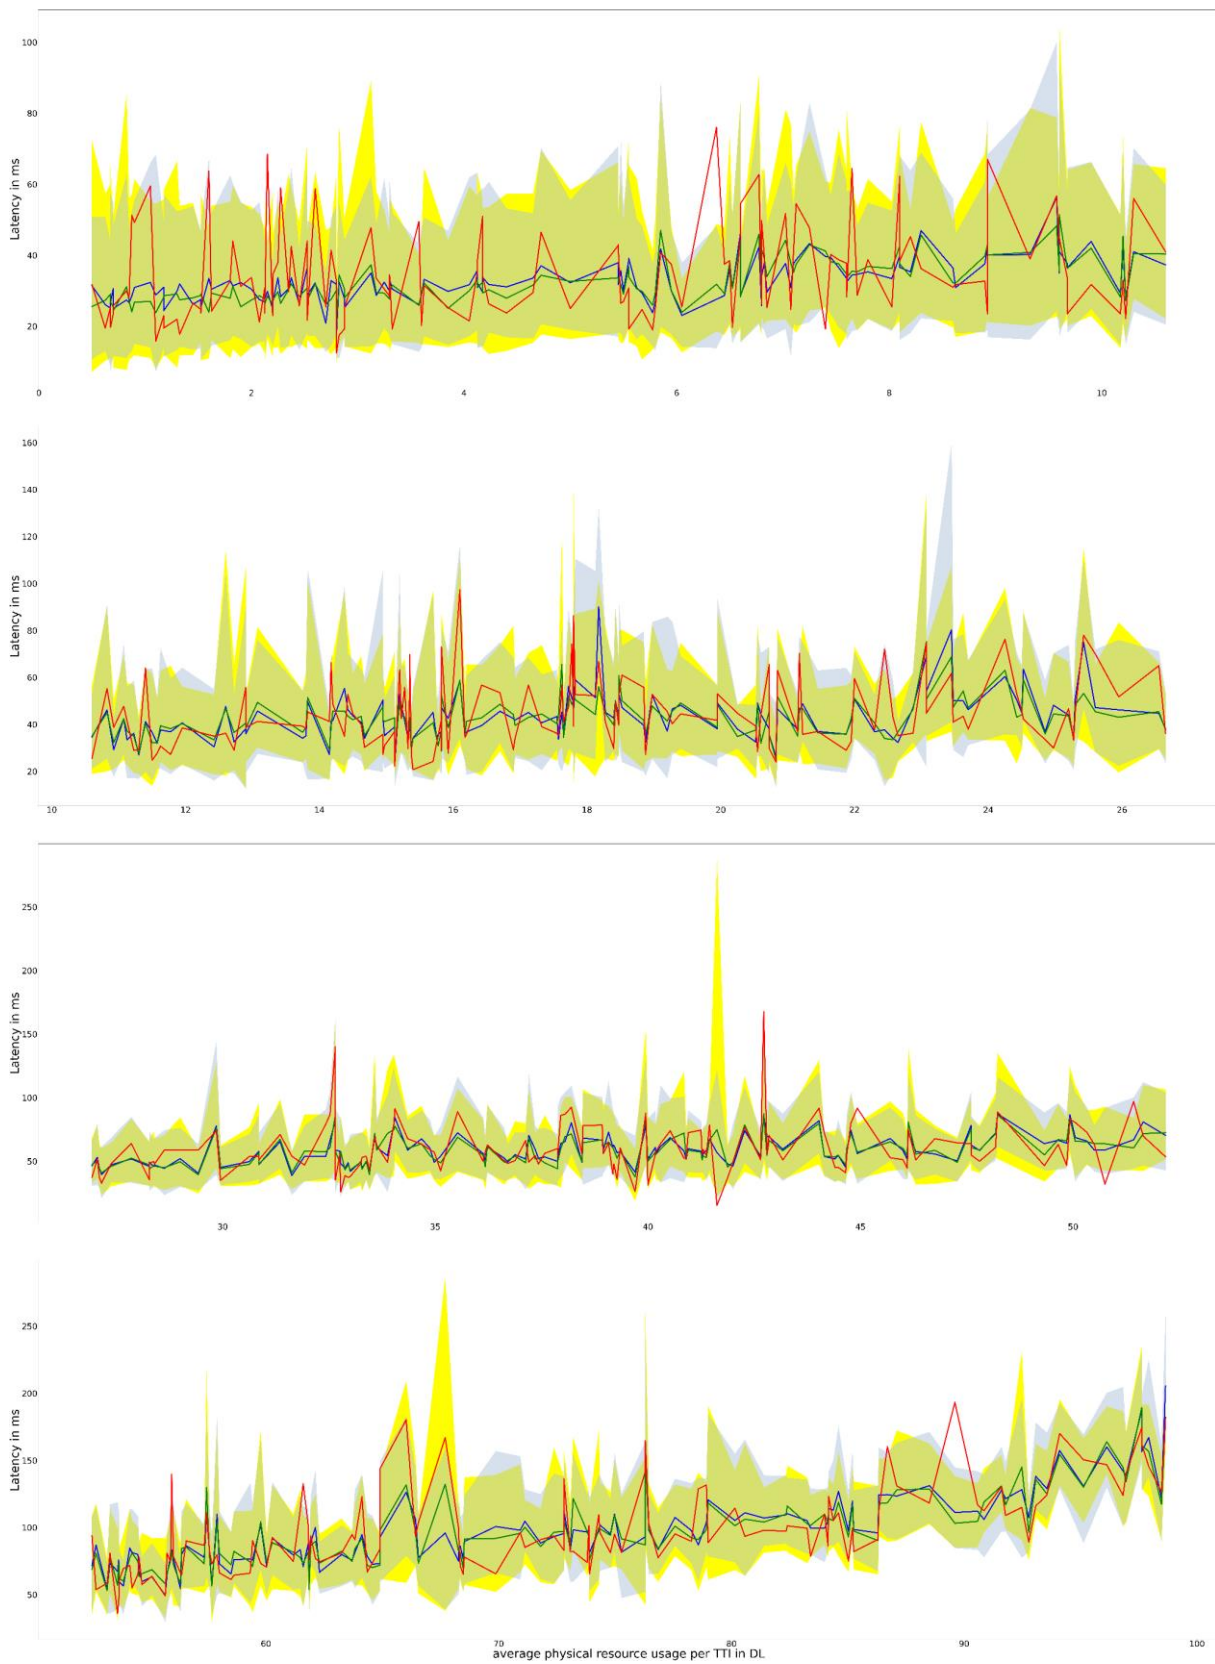 100
80
60
40
20
Latency in ms
0 2 4 6 8 10
160
140
120
100
80
60
40
20
Latency in ms
10 12 14 16 18 20 22 24 26
250
200
150
100
50
Latency in ms
30 35 40 45 50
250
200
150
100
50
Latency in ms
60 70 80 90 100
average physical resource usage per TTI in DL